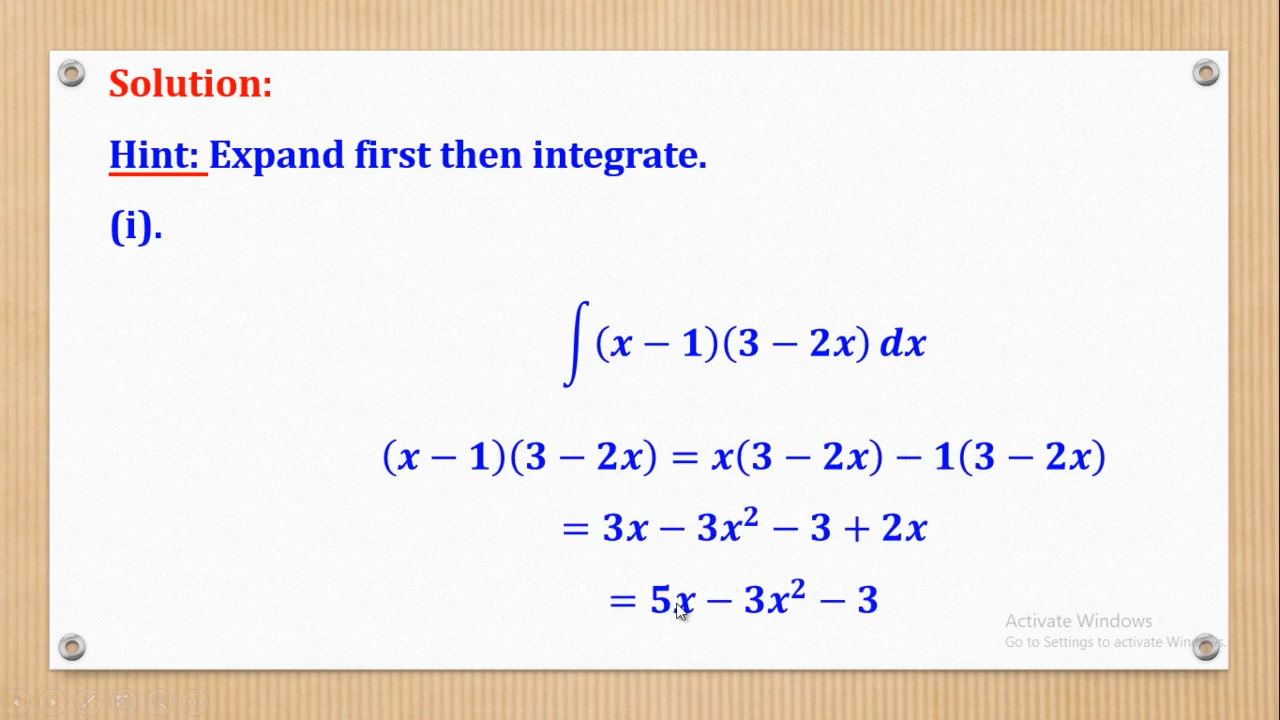 Solution:
Hint: Expand first then integrate.
(i).
∫(x − 1)(3 − 2x) dx
(x − 1)(3 − 2x) = x(3 − 2x) − 1(3 − 2x)
= 3x − 3x² − 3 + 2x
= 5x − 3x² − 3
Activate Windows
Go to Settings to activate Windows.